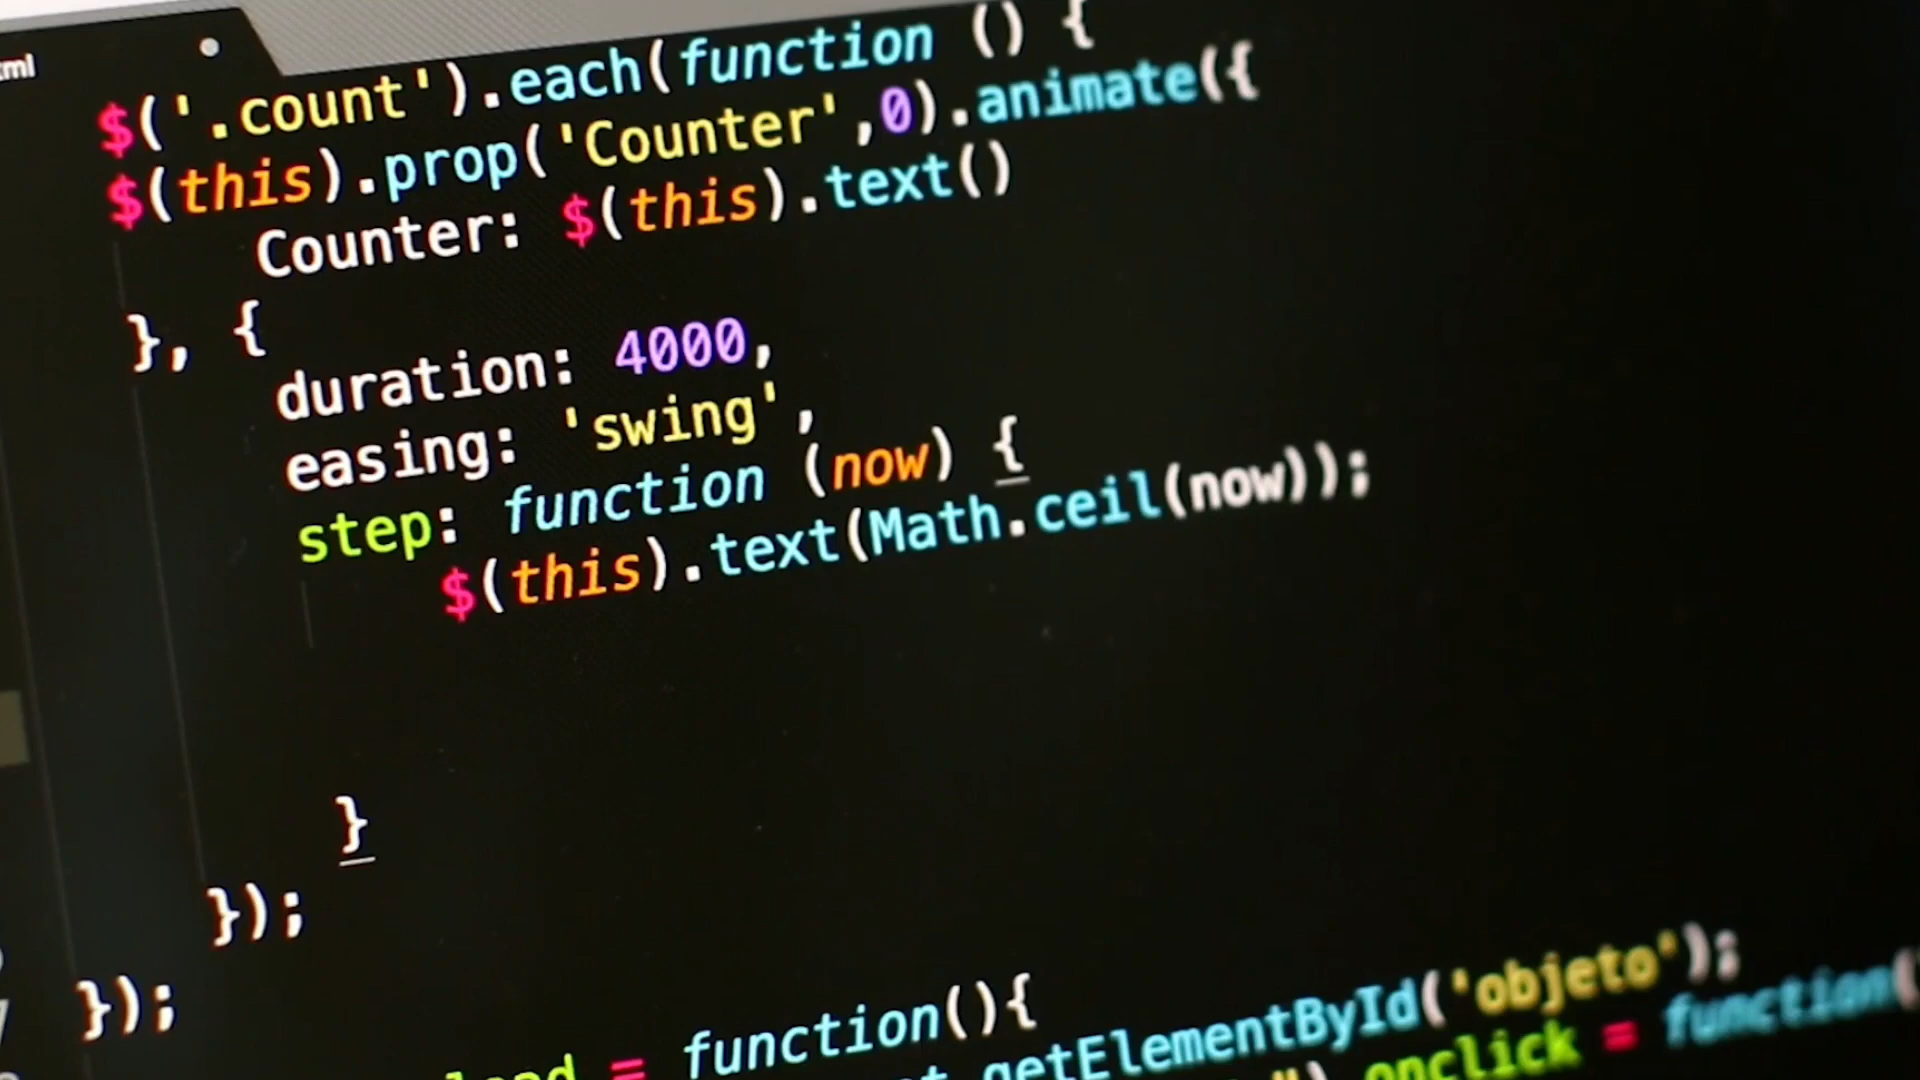 $('.count').each(function () {
$(this).prop('Counter',0).animate({
Counter: $(this).text()
}, {
duration: 4000,
easing: 'swing',
step: function (now) {
$(this).text(Math.ceil(now));
}
});
});
= function(){
getElementById('objeto');
onclick = function(